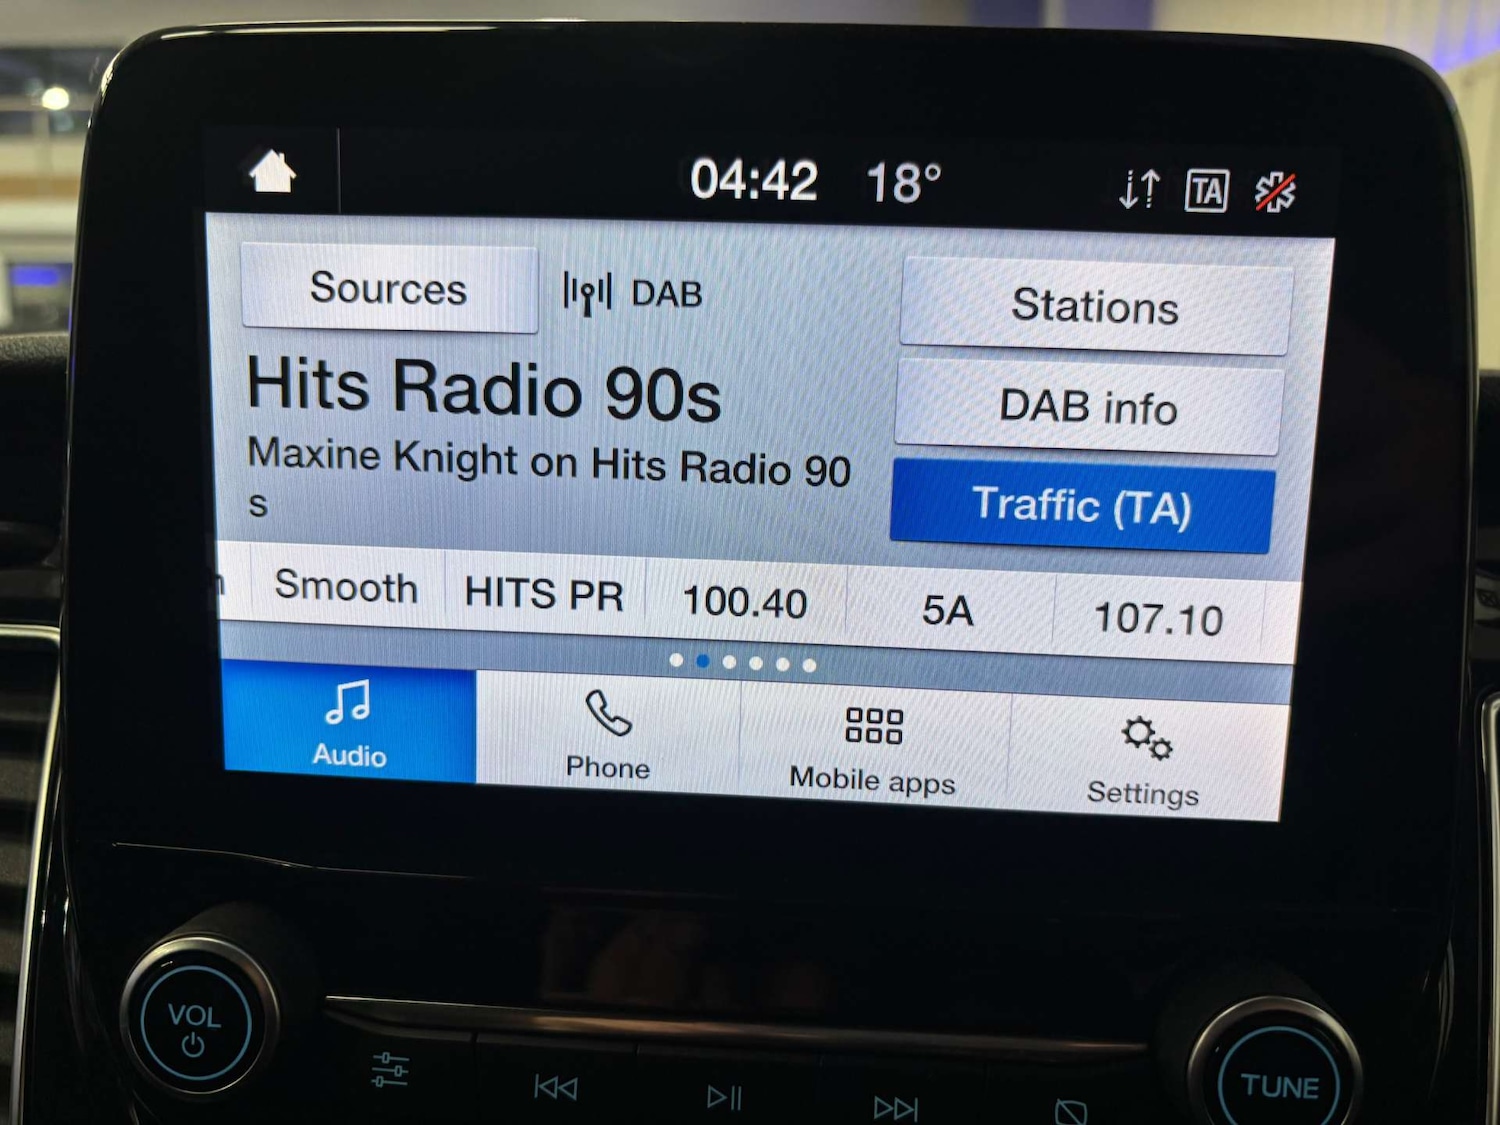 04:42 18° TA
Sources DAB Stations
Hits Radio 90s
DAB info
Maxine Knight on Hits Radio 90
s
Traffic (TA)
Smooth HITS PR 100.40 5A 107.10
Audio Phone Mobile apps Settings
VOL
TUNE